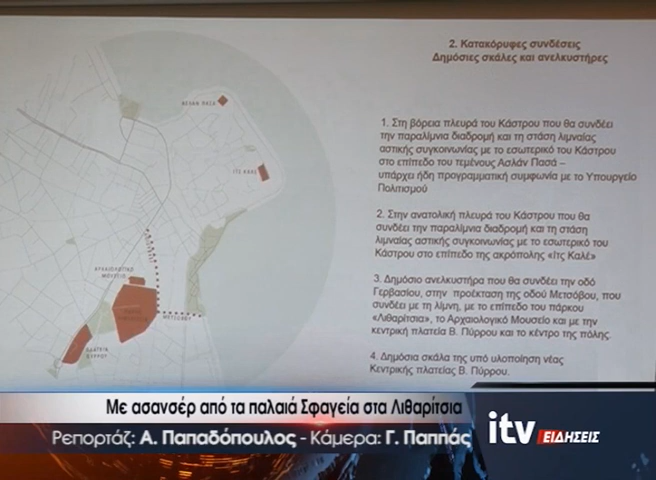 2. Κατακόρυφες συνδέσεις
Δημόσιες σκάλες και ανελκυστήρες
1. Στη βόρεια πλευρά του Κάστρου που θα συνδέει
την παραλίμνια διαδρομή και τη στάση λιμναίας
αστικής συγκοινωνίας με το εσωτερικό του Κάστρου
στο επίπεδο του τεμένους Ασλάν Πασά –
υπάρχει ήδη προγραμματική συμφωνία με το Υπουργείο
Πολιτισμού
2. Στην ανατολική πλευρά του Κάστρου που θα
συνδέει την παραλίμνια διαδρομή και τη στάση
λιμναίας αστικής συγκοινωνίας με το εσωτερικό του
Κάστρου στο επίπεδο της ακρόπολης «Ιτς Καλέ»
3. Δημόσιο ανελκυστήρα που θα συνδέει την οδό
Γερβασίου, στην προέκταση της οδού Μετσόβου, που
συνδέει με τη λίμνη, με το επίπεδο του πάρκου
«Λιθαρίτσια», το Αρχαιολογικό Μουσείο και με την
κεντρική πλατεία Β. Πύρρου και το κέντρο της πόλης.
4. Δημόσια σκάλα της υπό υλοποίηση νέας
Κεντρικής πλατείας Β. Πύρρου.
ΑΣΛΑΝ ΠΑΣΑ
ΙΤΣ ΚΑΛΕ
ΑΡΧΑΙΟΛΟΓΙΚΟ
ΜΟΥΣΕΙΟ
ΜΕΤΣΟΒΟΥ
ΠΛΑΤΕΙΑ
ΠΥΡΡΟΥ
Με ασανσέρ από τα παλαιά Σφαγεία στα Λιθαρίτσια
Ρεπορτάζ: Α. Παπαδόπουλος - Κάμερα: Γ. Παππάς
itv ΕΙΔΗΣΕΙΣ